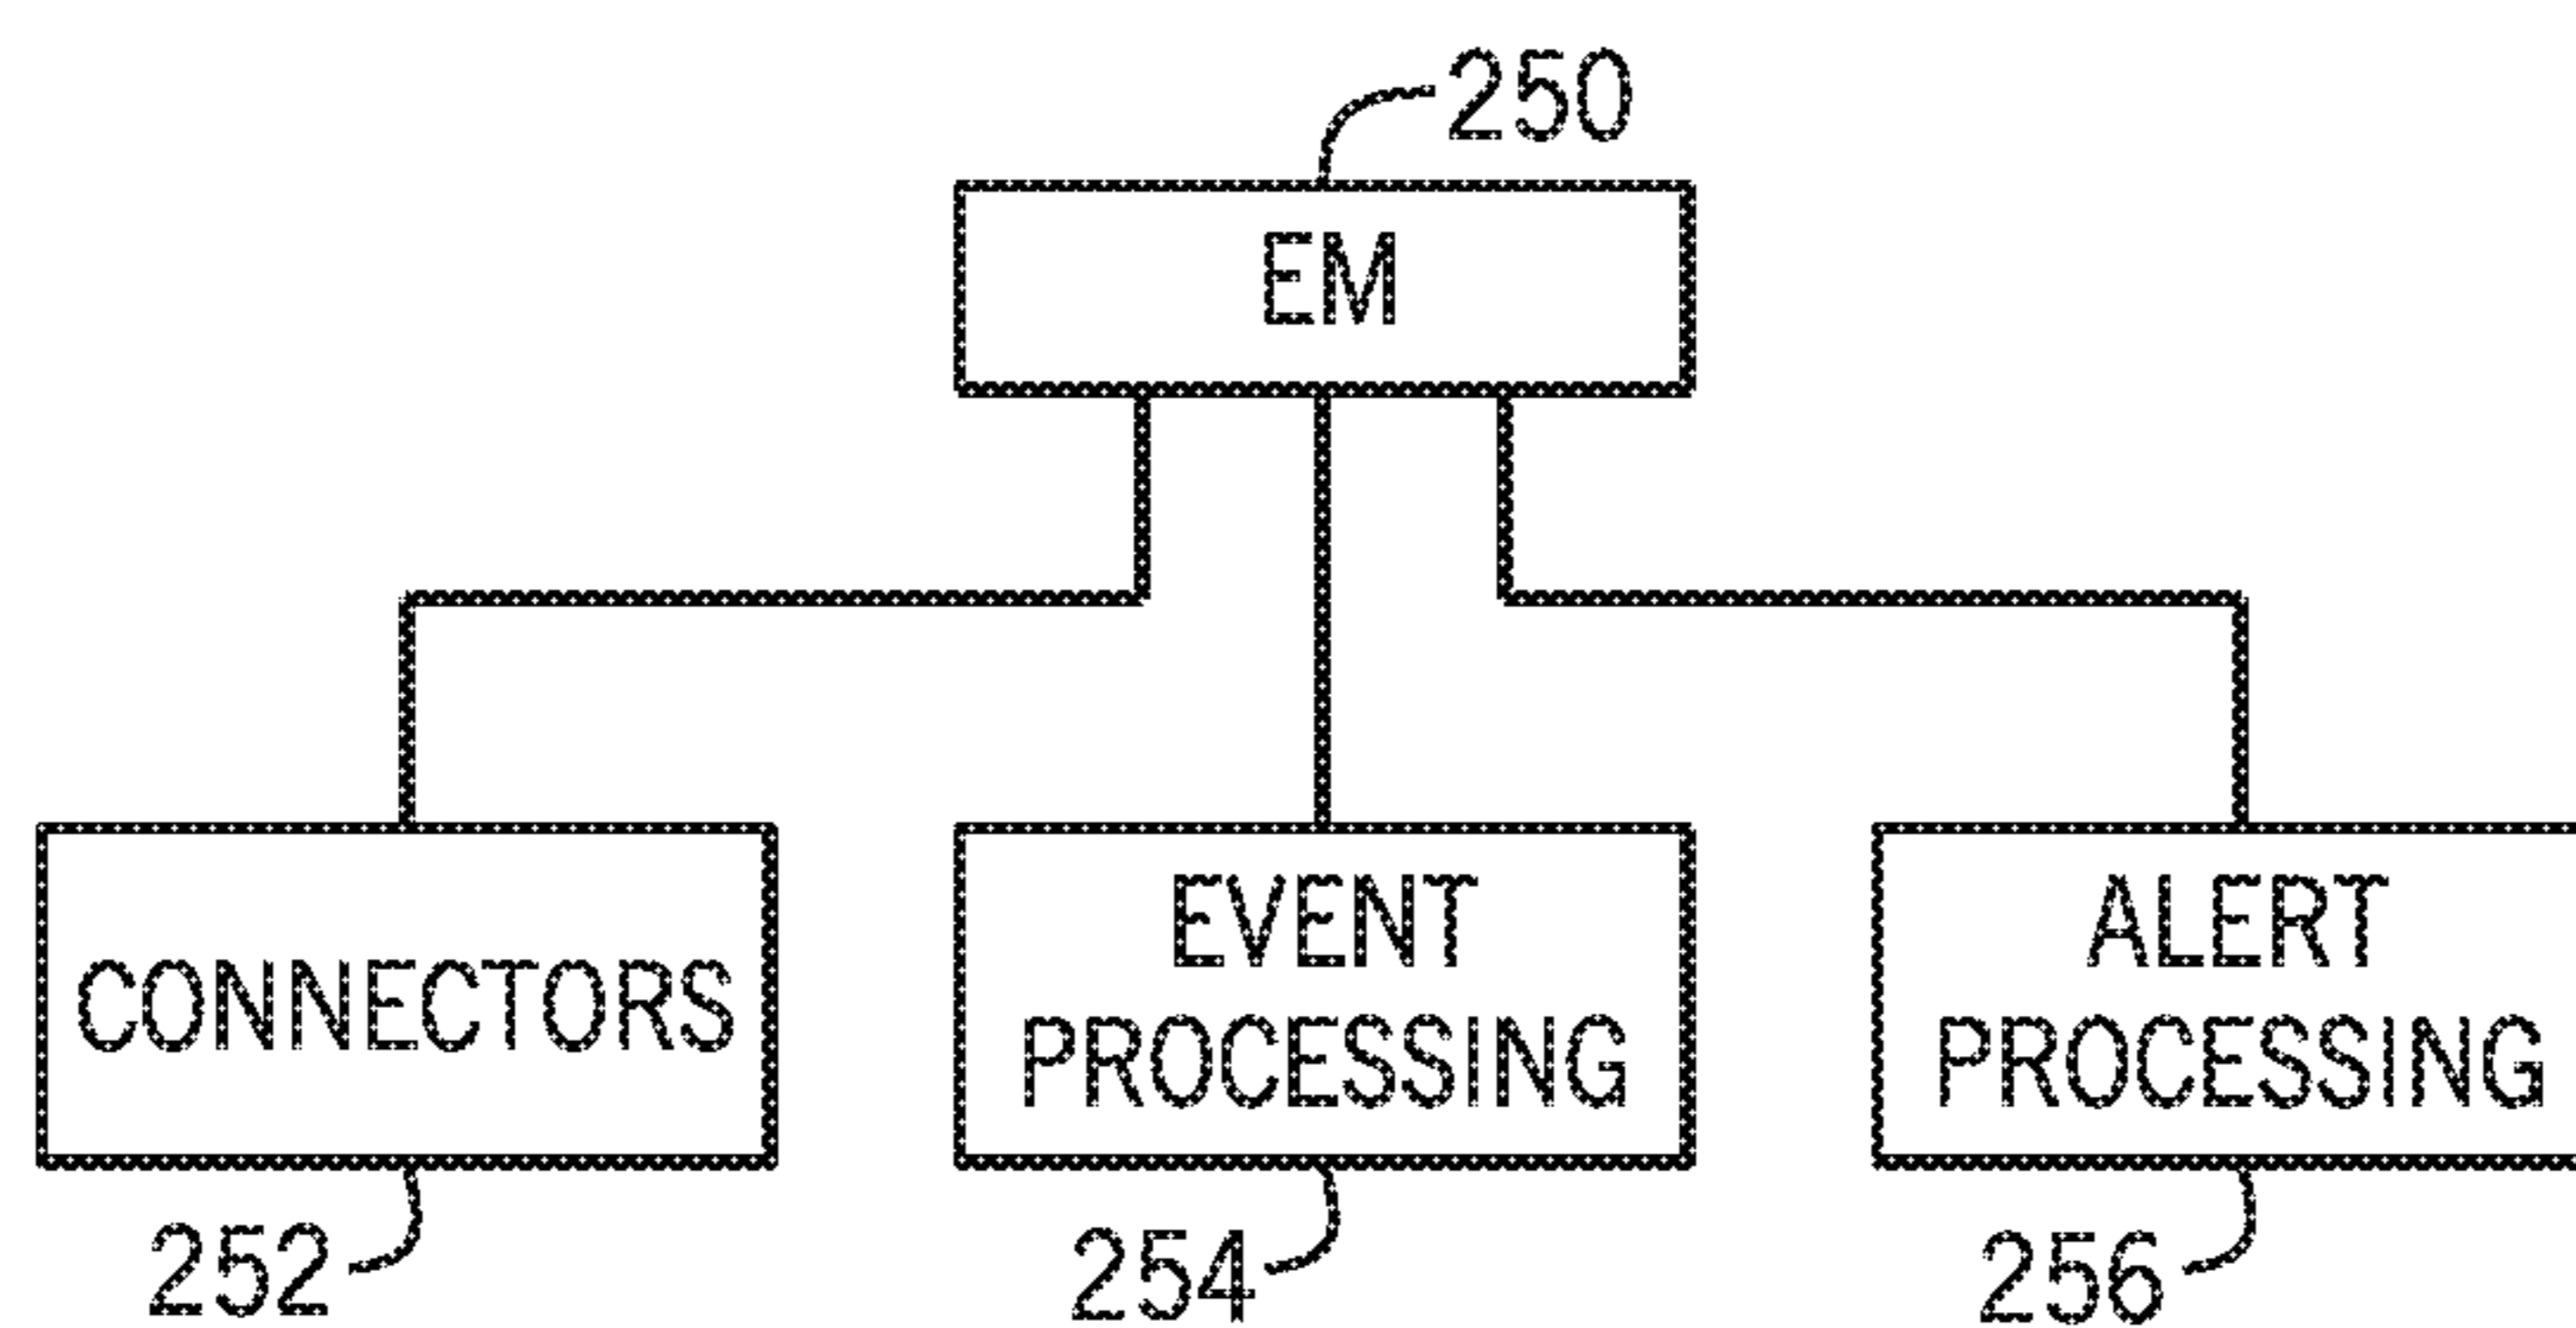 250
EM
CONNECTORS
EVENT
PROCESSING
ALERT
PROCESSING
252
254
256